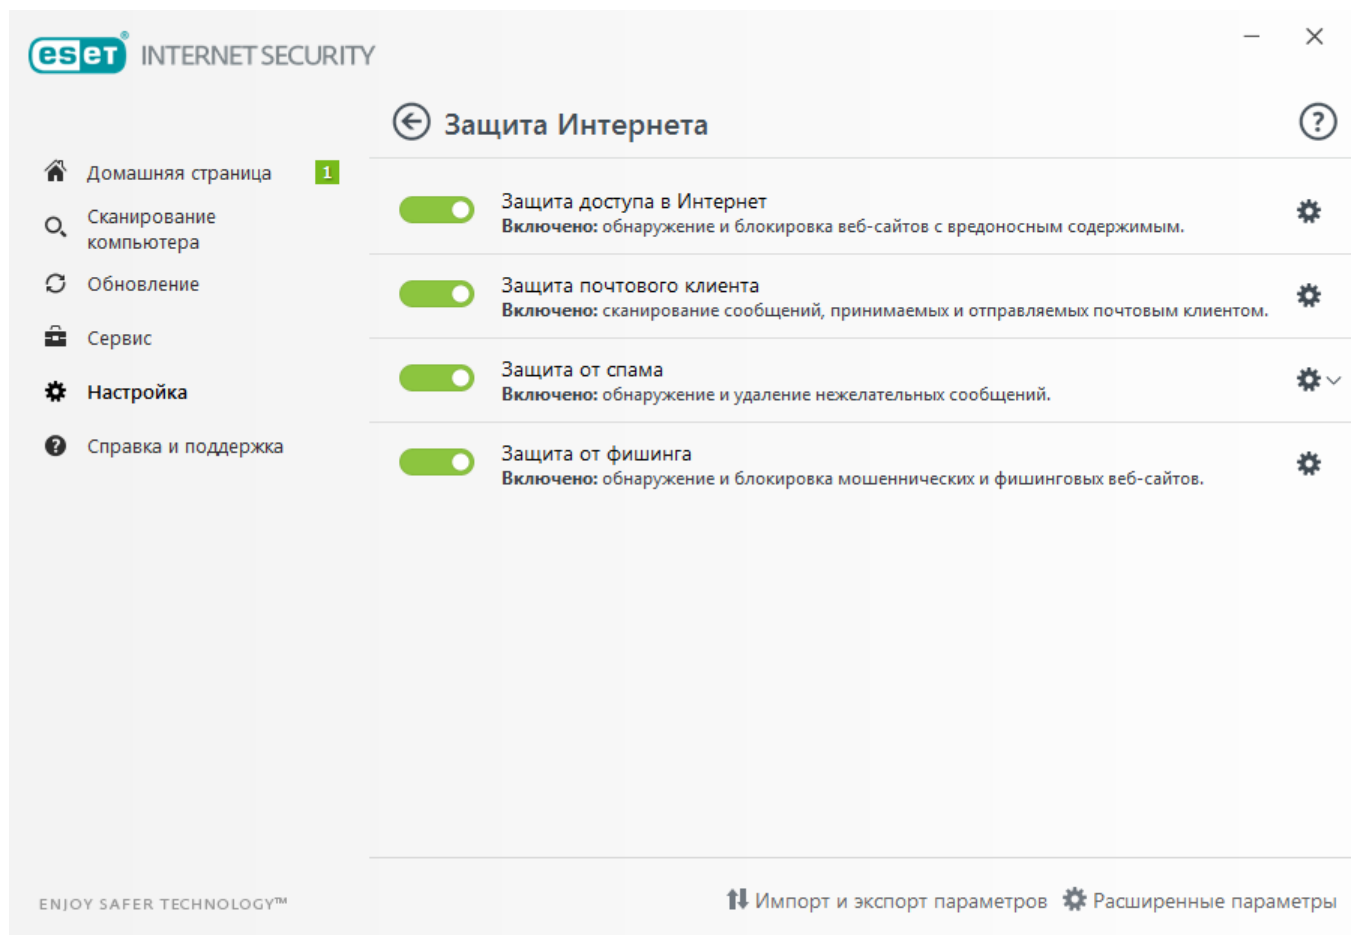 eset® INTERNET SECURITY
Защита Интернета
?
Домашняя страница 1
Сканирование
компьютера
Обновление
Сервис
Настройка
Справка и поддержка
Защита доступа в Интернет
Включено: обнаружение и блокировка веб-сайтов с вредоносным содержимым.
Защита почтового клиента
Включено: сканирование сообщений, принимаемых и отправляемых почтовым клиентом.
Защита от спама
Включено: обнаружение и удаление нежелательных сообщений.
Защита от фишинга
Включено: обнаружение и блокировка мошеннических и фишинговых веб-сайтов.
ENJOY SAFER TECHNOLOGY™
Импорт и экспорт параметров Расширенные параметры